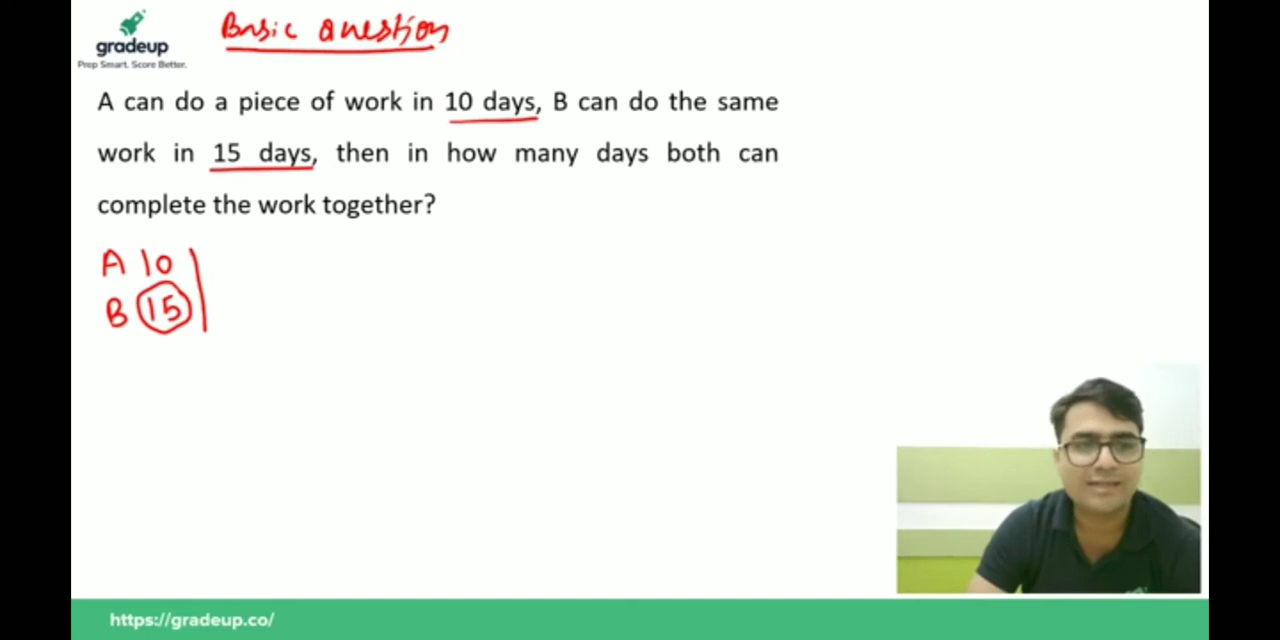 Basic Question
gradeup
Prep Smart. Score Better.
A can do a piece of work in 10 days, B can do the same
work in 15 days, then in how many days both can
complete the work together?
A 10
B 15
https://gradeup.co/